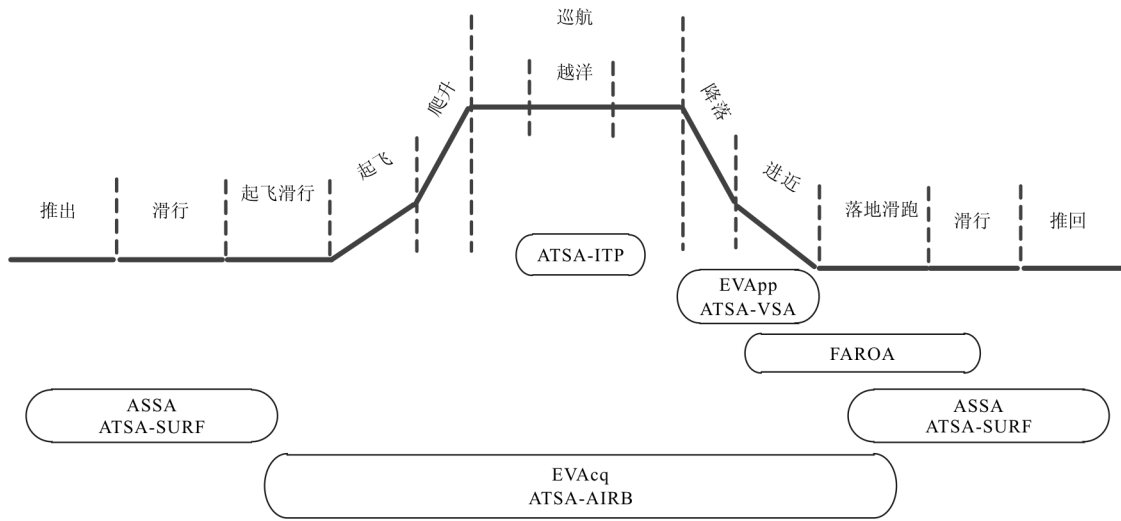 巡航
越洋
爬升
降落
起飞
进近
起飞滑行
推出
滑行
落地滑跑
滑行
推回
ATSA-ITP
EVApp
ATSA-VSA
FAROA
ASSA
ATSA-SURF
ASSA
ATSA-SURF
EVAcq
ATSA-AIRB